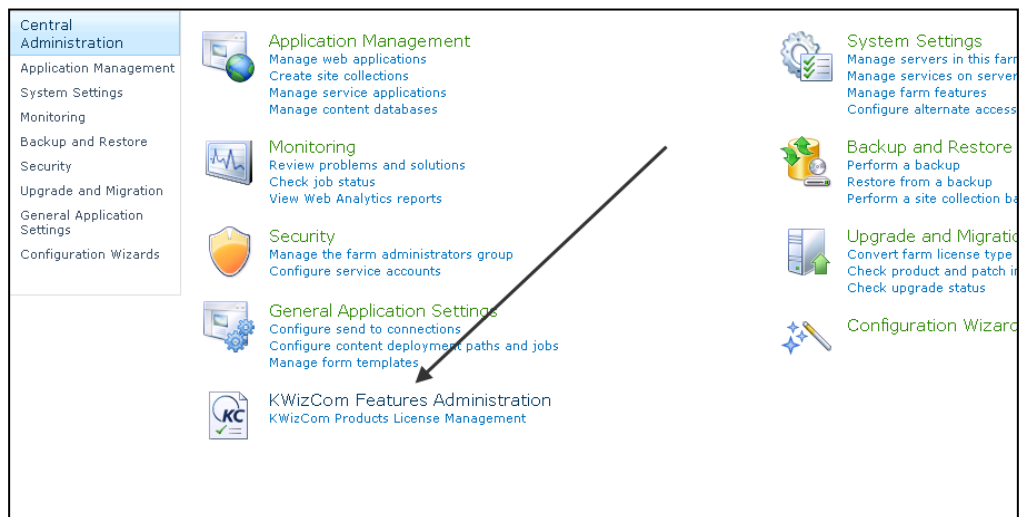 Central
Administration
Application Management
System Settings
Monitoring
Backup and Restore
Security
Upgrade and Migration
General Application
Settings
Configuration Wizards
Application Management
Manage web applications
Create site collections
Manage service applications
Manage content databases
Monitoring
Review problems and solutions
Check job status
View Web Analytics reports
Security
Manage the farm administrators group
Configure service accounts
General Application Settings
Configure send to connections
Configure content deployment paths and jobs
Manage form templates
KC
KWizCom Features Administration
KWizCom Products License Management
System Settings
Manage servers in this farm
Manage services on server
Manage farm features
Configure alternate access
Backup and Restore
Perform a backup
Restore from a backup
Perform a site collection ba
Upgrade and Migratio
Convert farm license type
Check product and patch in
Check upgrade status
Configuration Wizard